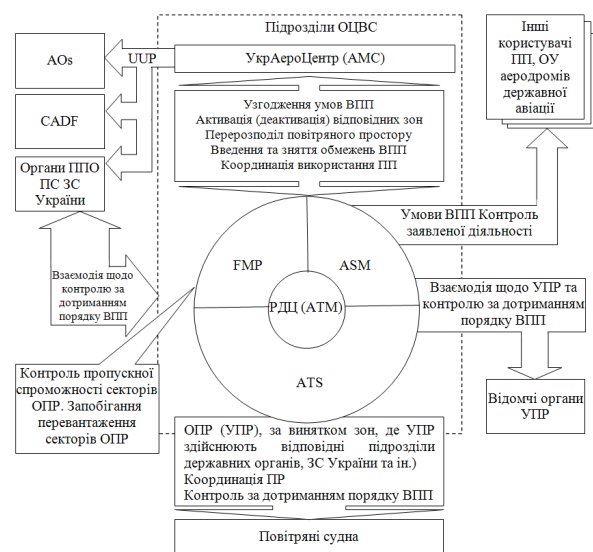 Підрозділи ОЦВС
AOs
UUP
УкрАероЦентр (АМС)
Інші
користувачі
ПП, ОУ
аеродромів
державної
авіації
CADF
Узгодження умов ВПП
Активація (деактивація) відповідних зон
Перерозподіл повітряного простору
Введення та зняття обмежень ВПП
Координація використання ПП
Органи ППО
ПС ЗС
України
Умови ВПП Контроль
заявленої діяльності
FMP
ASM
Взаємодія щодо
контролю за
дотриманням
порядку ВПП
РДЦ (АТМ)
Взаємодія щодо УПР та
контролю за дотриманням
порядку ВПП
ATS
Контроль пропускної
спроможності секторів
ОПР. Запобігання
перевантаження
секторів ОПР
Відомчі органи
УПР
ОПР (УПР), за винятком зон, де УПР
здійснюють відповідні підрозділи
державних органів, ЗС України та ін.)
Координація ПР
Контроль за дотриманням порядку ВПП
Повітряні судна